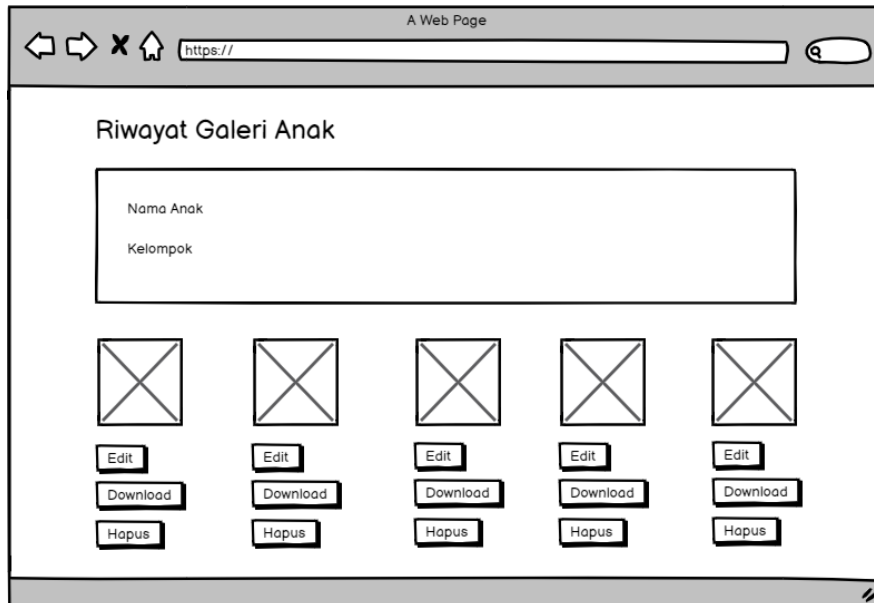 A Web Page
https://
Riwayat Galeri Anak
Nama Anak
Kelompok
Edit Edit Edit Edit Edit
Download Download Download Download Download
Hapus Hapus Hapus Hapus Hapus